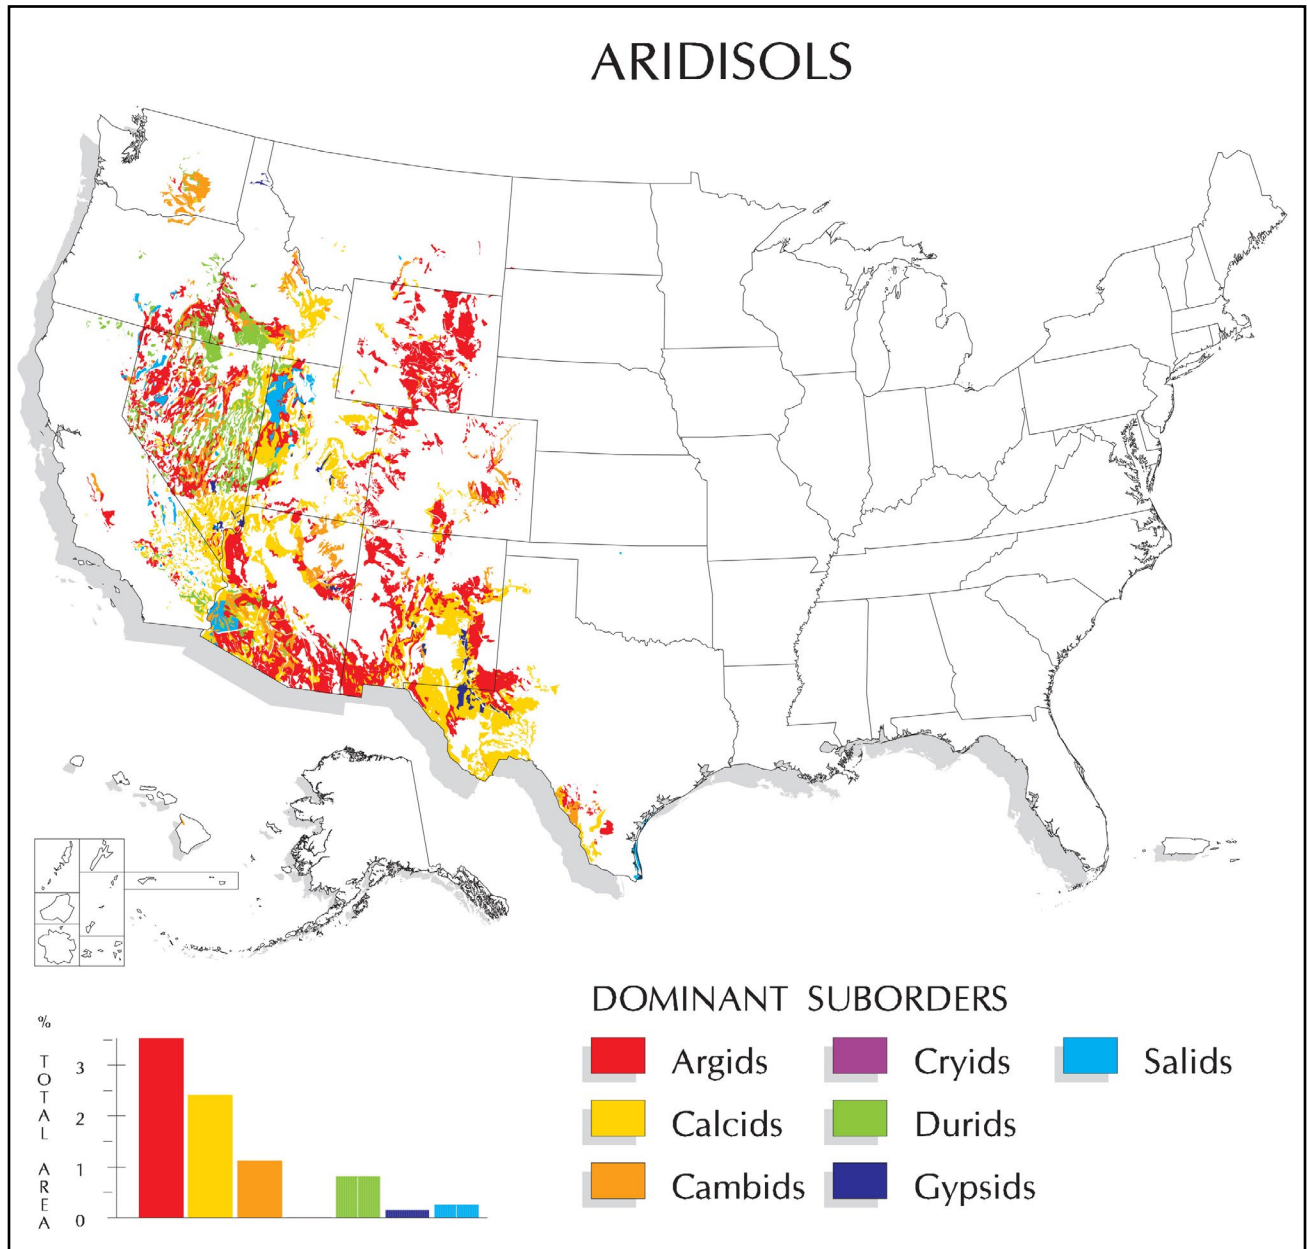 ARIDISOLS
DOMINANT SUBORDERS
Argids
Cryids
Salids
Calcids
Durids
Cambids
Gypsids
%
TOTAL AREA
3
2
1
0